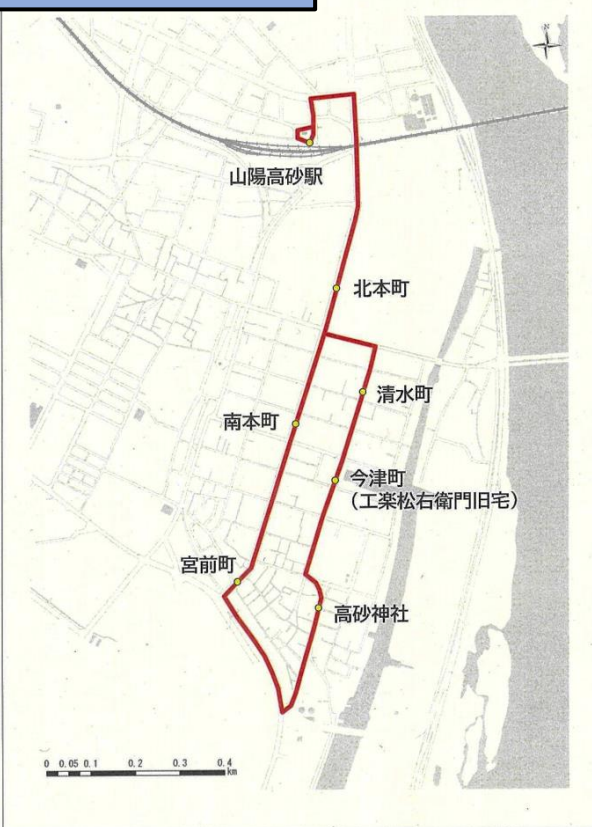 N
山陽高砂駅
北本町
清水町
南本町
今津町
(工楽松右衛門旧宅)
宮前町
高砂神社
0 0.05 0.1 0.2 0.3 0.4
km